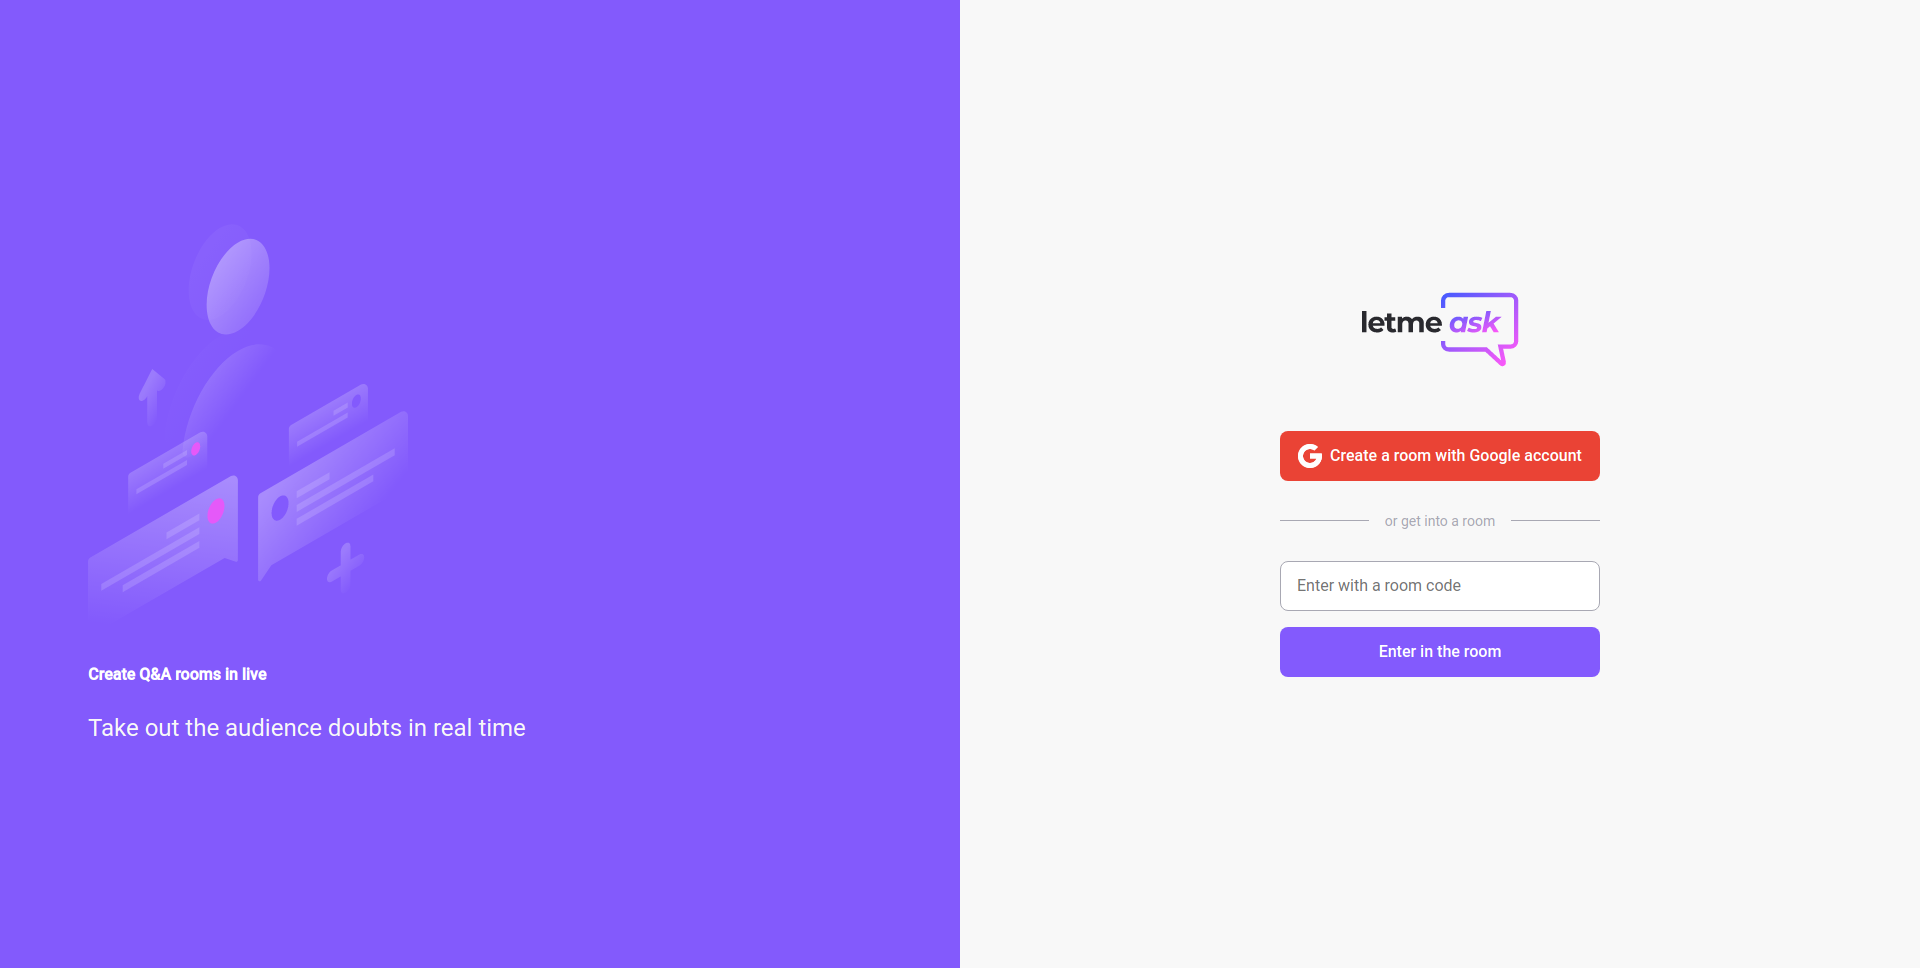 Create Q&A rooms in live
Take out the audience doubts in real time
letme ask
Create a room with Google account
or get into a room
Enter with a room code
Enter in the room